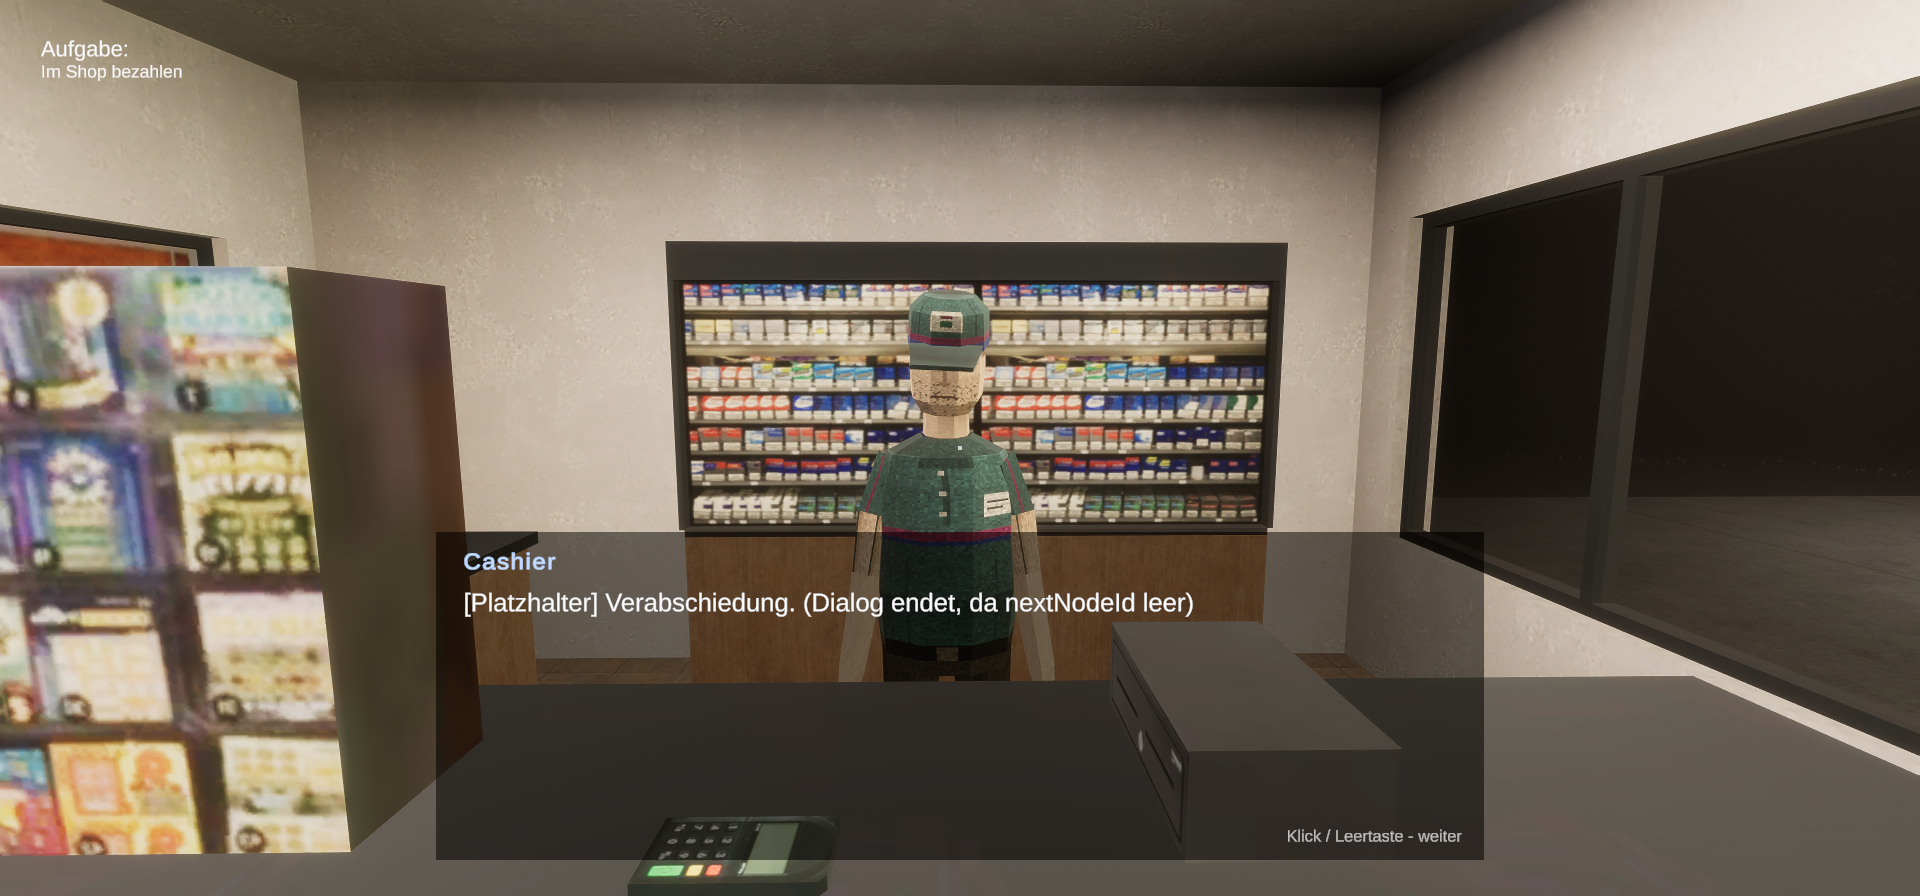 Aufgabe:
Im Shop bezahlen
Cashier
[Platzhalter] Verabschiedung. (Dialog endet, da nextNodeId leer)
Klick / Leertaste - weiter